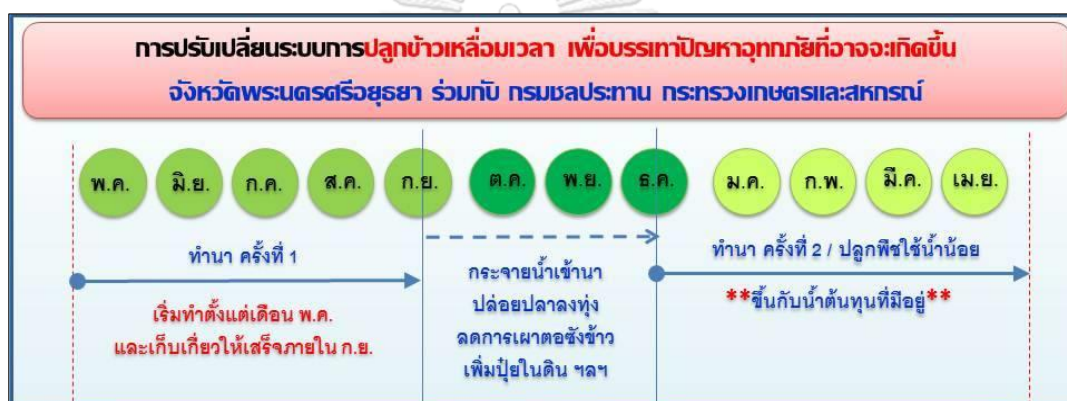 การปรับเปลี่ยนระบบการปลูกข้าวเหลื่อมเวลา เพื่อบรรเทาปัญหาอุทกภัยที่อาจจะเกิดขึ้น
จังหวัดพระนครศรีอยุธยา ร่วมกับ กรมชลประทาน กระทรวงเกษตรและสหกรณ์
พ.ค. มิ.ย. ก.ค. ส.ค. ก.ย. ต.ค. พ.ย. ธ.ค. ม.ค. ก.พ. มี.ค. เม.ย.
ทำนา ครั้งที่ 1
เริ่มทำตั้งแต่เดือน พ.ค.
และเก็บเกี่ยวให้เสร็จภายใน ก.ย.
กระจายน้ำเข้านา
ปล่อยปลาลงทุ่ง
ลดการเผาตอซังข้าว
เพิ่มปุ๋ยในดิน ฯลฯ
ทำนา ครั้งที่ 2 / ปลูกพืชใช้น้ำน้อย
**ขึ้นกับน้ำต้นทุนที่มีอยู่**